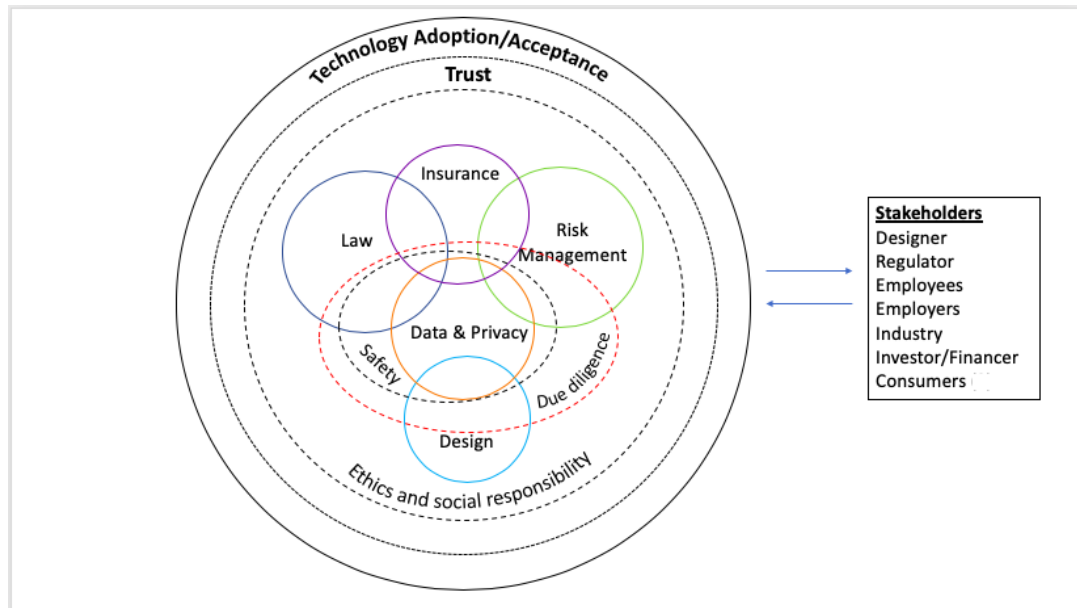 Technology Adoption/Acceptance
Trust
Insurance
Law
Risk
Management
Data & Privacy
Safety
Due diligence
Design
Ethics and social responsibility
Stakeholders
Designer
Regulator
Employees
Employers
Industry
Investor/Financer
Consumers